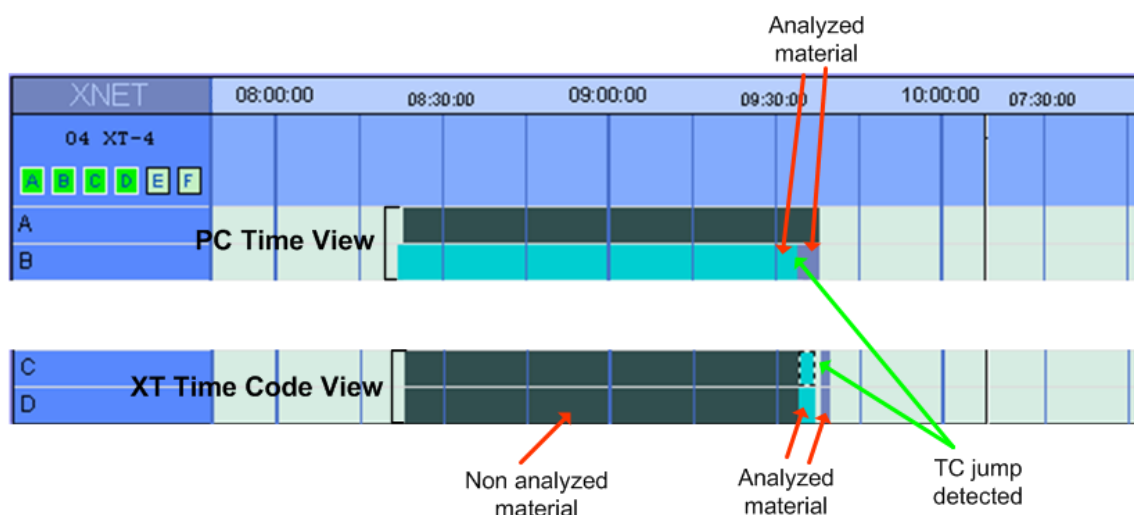 Analyzed
material
XNET
08:00:00 08:30:00 09:00:00 09:30:00 10:00:00 07:30:00
04 XT-4
A B C D E F
A
PC Time View
B
C
XT Time Code View
D
Non analyzed
material
Analyzed
material
TC jump
detected